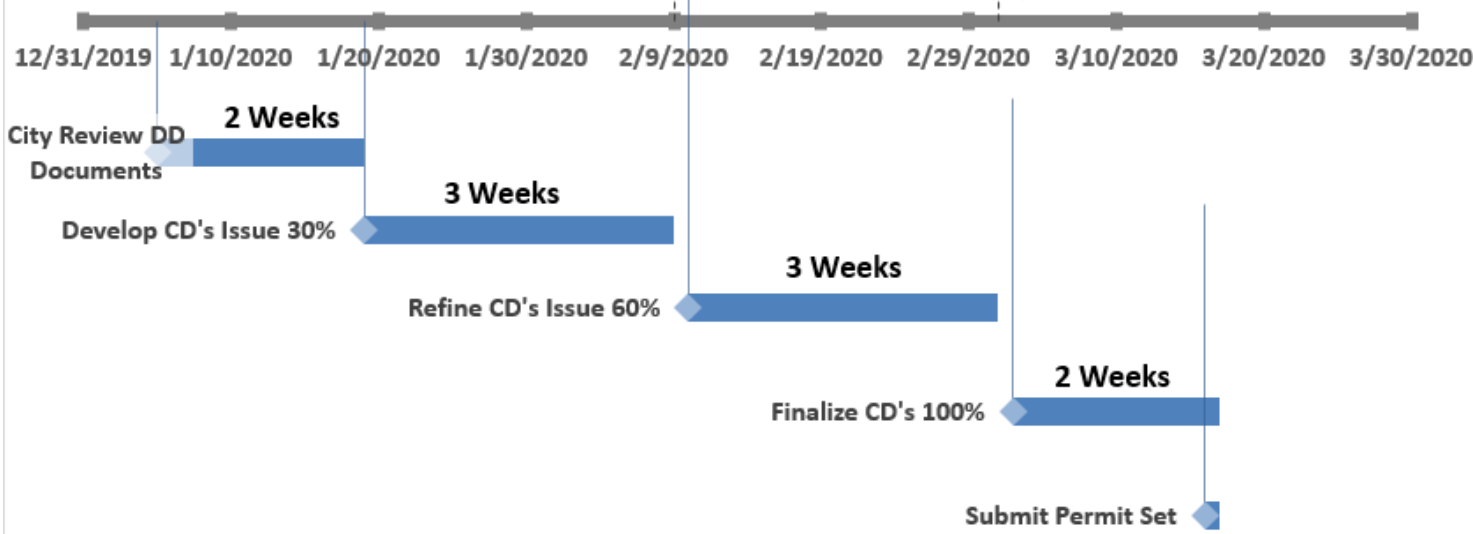 12/31/2019 1/10/2020 1/20/2020 1/30/2020 2/9/2020 2/19/2020 2/29/2020 3/10/2020 3/20/2020 3/30/2020
2 Weeks
City Review DD
Documents
3 Weeks
Develop CD's Issue 30%
3 Weeks
Refine CD's Issue 60%
2 Weeks
Finalize CD's 100%
Submit Permit Set